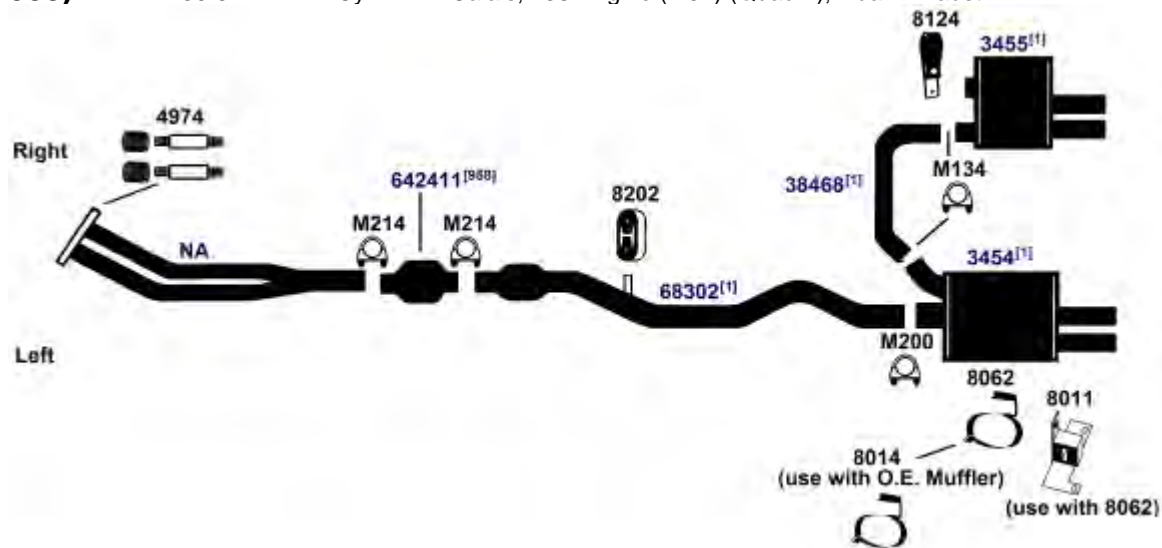 8124
3455[1]
4974
Right
642411[988]
8202
38468[1]
M134
M214
M214
NA
3454[1]
68302[1]
Left
M200
8062
8011
8014
(use with O.E. Muffler)
(use with 8062)